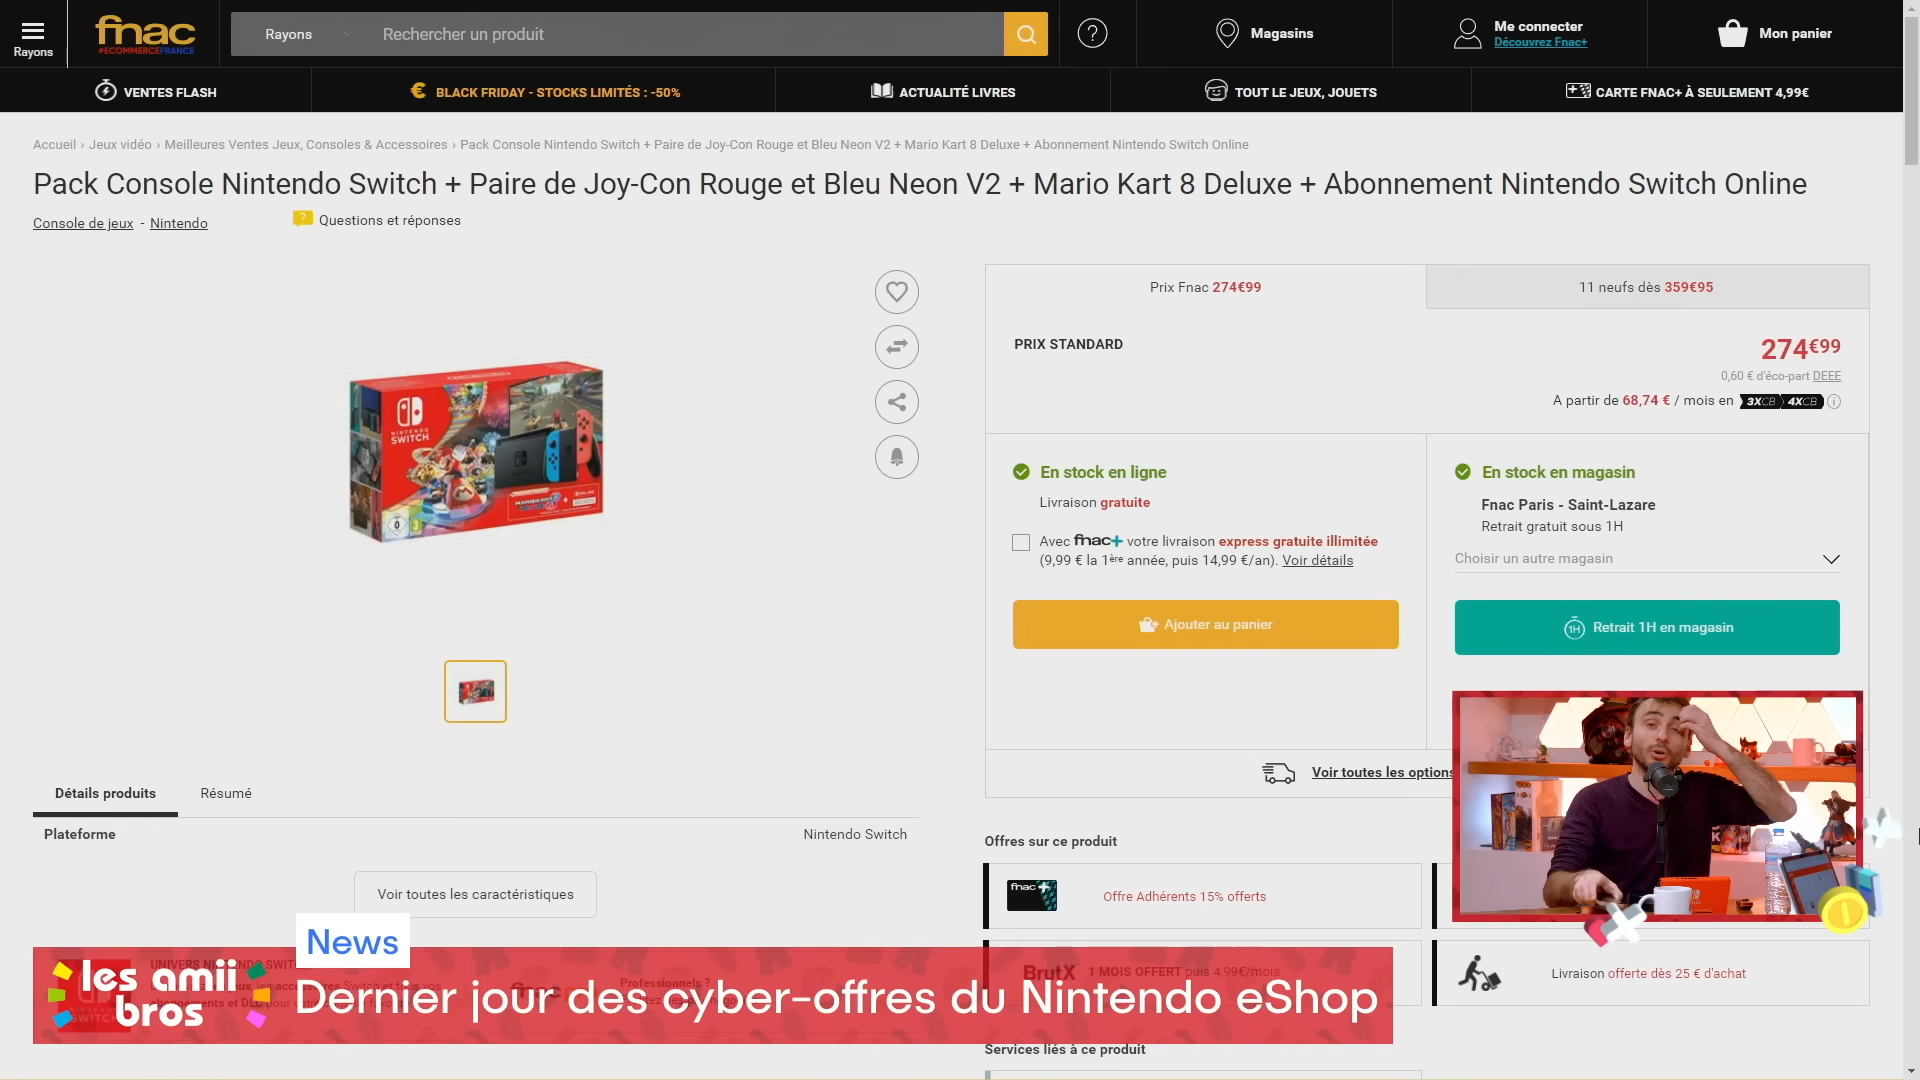 Rayons
fnac
#ECOMMERCEFRANCE
Rayons
Rechercher un produit
?
Magasins
Me connecter
Découvrez Fnac+
Mon panier
VENTES FLASH
€ BLACK FRIDAY - STOCKS LIMITÉS : -50%
ACTUALITÉ LIVRES
TOUT LE JEUX, JOUETS
CARTE FNAC+ À SEULEMENT 4,99€
Accueil › Jeux vidéo › Meilleures Ventes Jeux, Consoles & Accessoires › Pack Console Nintendo Switch + Paire de Joy-Con Rouge et Bleu Neon V2 + Mario Kart 8 Deluxe + Abonnement Nintendo Switch Online
Pack Console Nintendo Switch + Paire de Joy-Con Rouge et Bleu Neon V2 + Mario Kart 8 Deluxe + Abonnement Nintendo Switch Online
Console de jeux - Nintendo
? Questions et réponses
NINTENDO
SWITCH
Prix Fnac 274€99
11 neufs dès 359€95
PRIX STANDARD
274€99
0,60 € d'éco-part DEEE
A partir de 68,74 € / mois en 3XCB 4XCB i
En stock en ligne
Livraison gratuite
Avec fnac+ votre livraison express gratuite illimitée
(9,99 € la 1ère année, puis 14,99 €/an). Voir détails
Ajouter au panier
En stock en magasin
Fnac Paris - Saint-Lazare
Retrait gratuit sous 1H
Choisir un autre magasin
1H Retrait 1H en magasin
Voir toutes les options
Détails produits
Résumé
Plateforme
Nintendo Switch
Voir toutes les caractéristiques
Offres sur ce produit
fnac+
Offre Adhérents 15% offerts
BrutX 1 MOIS OFFERT puis 4,99€/mois
Livraison offerte dès 25 € d'achat
News
les amii
bros
Dernier jour des cyber-offres du Nintendo eShop
Services liés à ce produit